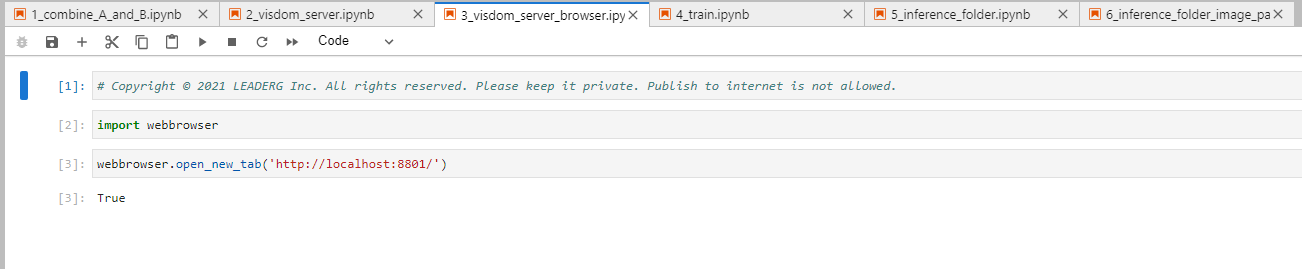 1_combine_A_and_B.ipynb 2_visdom_server.ipynb 3_visdom_server_browser.ipy 4_train.ipynb 5_inference_folder.ipynb 6_inference_folder_image_pa
Code
[1]: # Copyright © 2021 LEADERG Inc. All rights reserved. Please keep it private. Publish to internet is not allowed.
[2]: import webbrowser
[3]: webbrowser.open_new_tab('http://localhost:8801/')
[3]: True